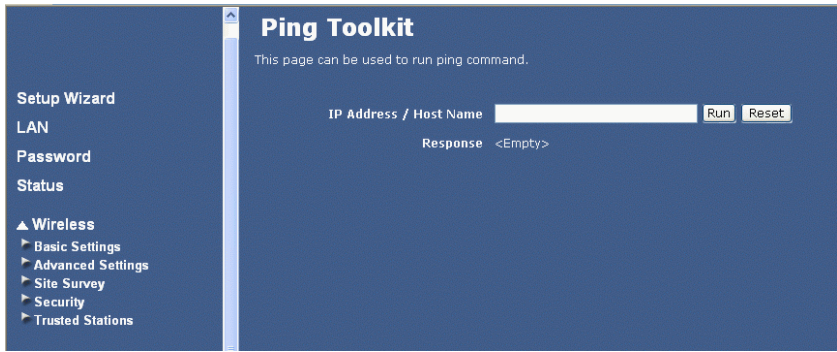 Ping Toolkit
This page can be used to run ping command.
IP Address / Host Name Run Reset
Response <Empty>
Setup Wizard
LAN
Password
Status
Wireless
Basic Settings
Advanced Settings
Site Survey
Security
Trusted Stations